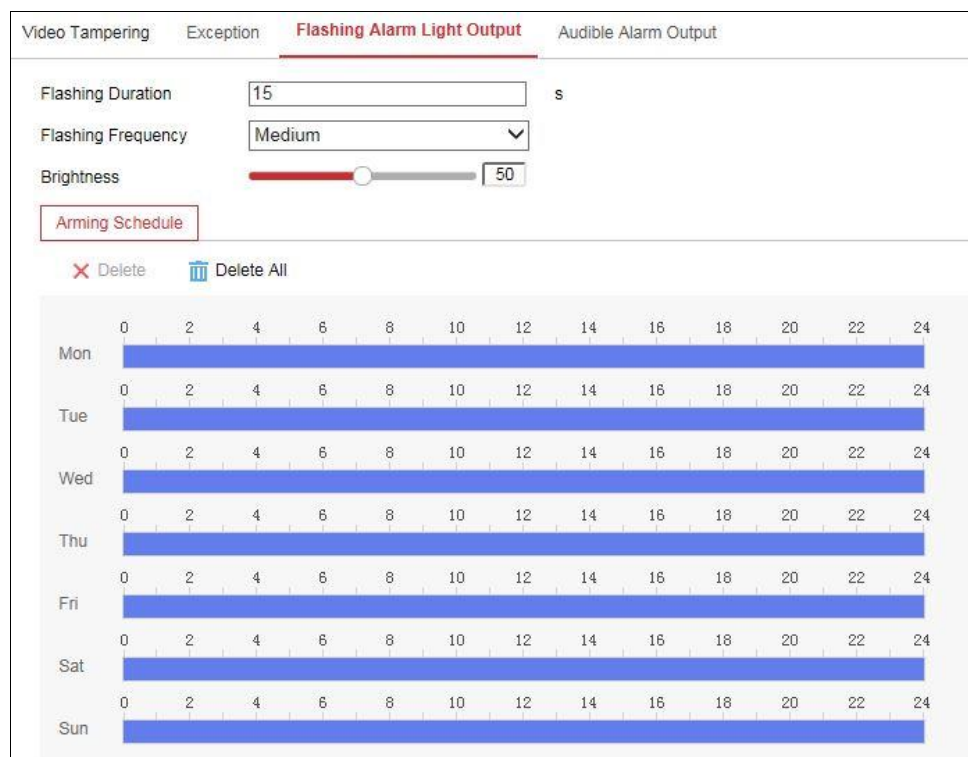 Video Tampering Exception Flashing Alarm Light Output Audible Alarm Output
Flashing Duration 15 s
Flashing Frequency Medium
Brightness 50
Arming Schedule
Delete Delete All
0 2 4 6 8 10 12 14 16 18 20 22 24
Mon
0 2 4 6 8 10 12 14 16 18 20 22 24
Tue
0 2 4 6 8 10 12 14 16 18 20 22 24
Wed
0 2 4 6 8 10 12 14 16 18 20 22 24
Thu
0 2 4 6 8 10 12 14 16 18 20 22 24
Fri
0 2 4 6 8 10 12 14 16 18 20 22 24
Sat
0 2 4 6 8 10 12 14 16 18 20 22 24
Sun